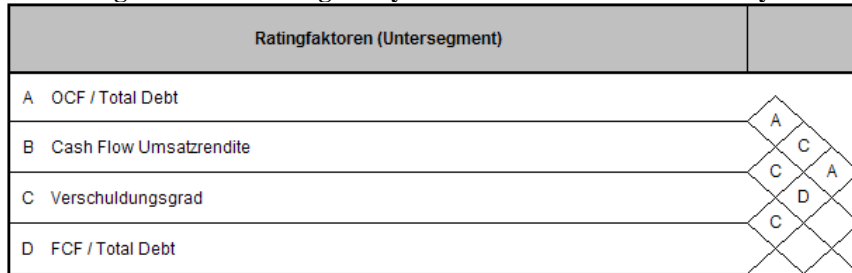 Ratingfaktoren (Untersegment)
A OCF / Total Debt
A
C
B Cash Flow Umsatzrendite
C A
D
C Verschuldungsgrad
C
D FCF / Total Debt